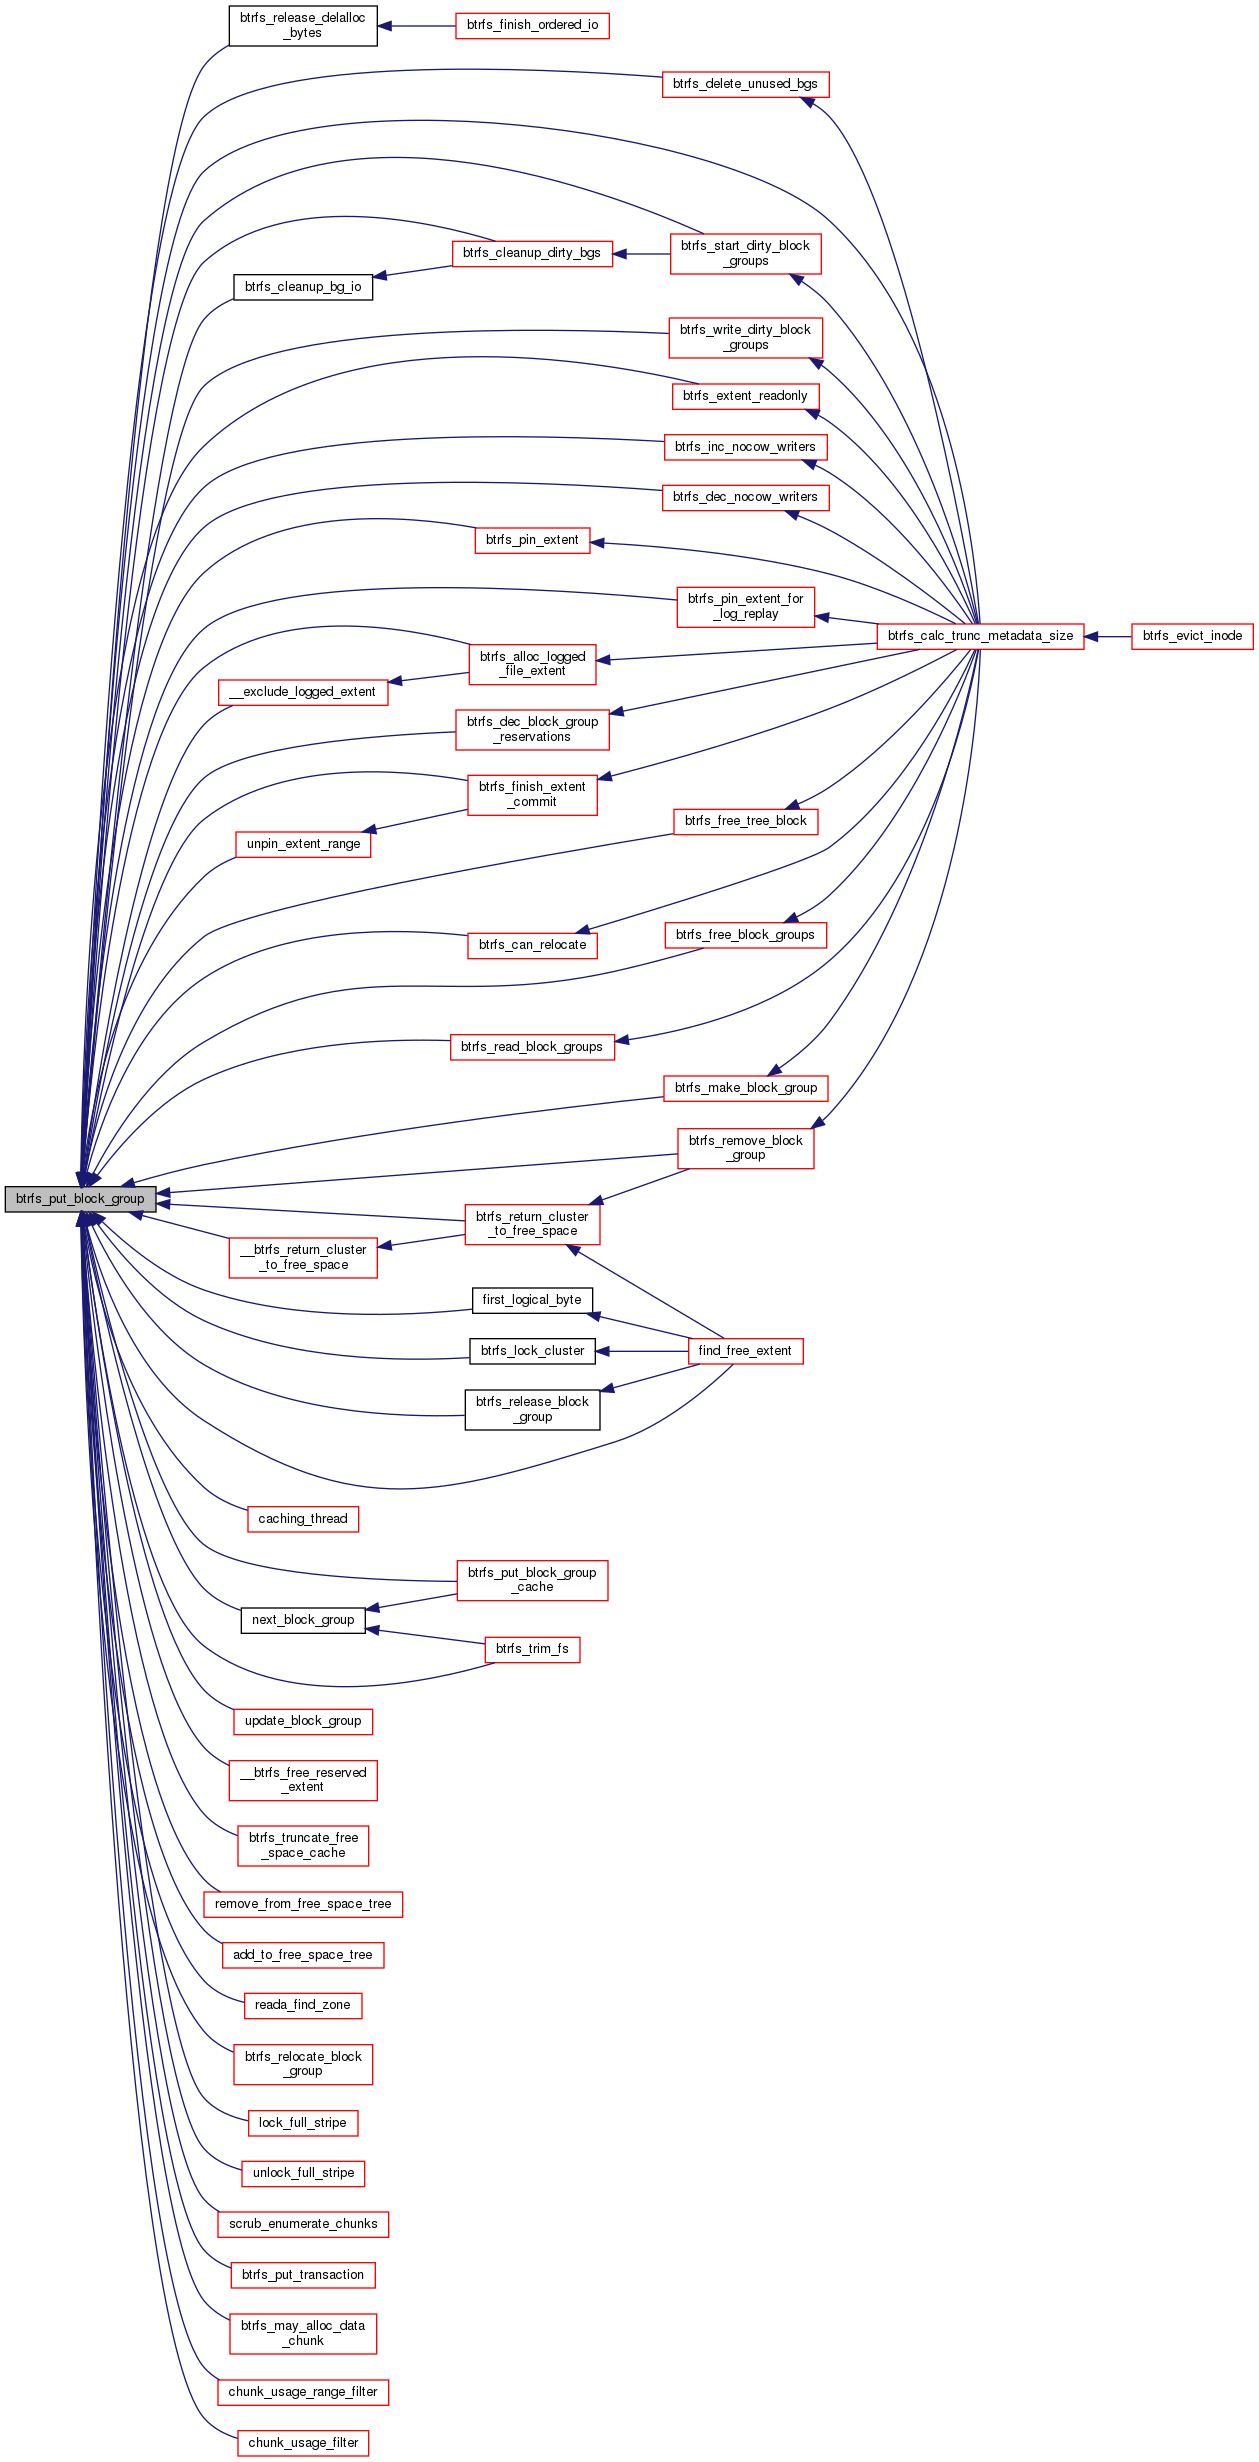 btrfs_release_delalloc
_bytes
btrfs_finish_ordered_io
btrfs_delete_unused_bgs
btrfs_start_dirty_block
_groups
btrfs_cleanup_dirty_bgs
btrfs_cleanup_bg_io
btrfs_write_dirty_block
_groups
btrfs_extent_readonly
btrfs_inc_nocow_writers
btrfs_dec_nocow_writers
btrfs_pin_extent
btrfs_pin_extent_for
_log_replay
btrfs_calc_trunc_metadata_size
btrfs_evict_inode
btrfs_alloc_logged
_file_extent
__exclude_logged_extent
btrfs_dec_block_group
_reservations
btrfs_finish_extent
_commit
btrfs_free_tree_block
unpin_extent_range
btrfs_can_relocate
btrfs_free_block_groups
btrfs_read_block_groups
btrfs_make_block_group
btrfs_remove_block
_group
btrfs_put_block_group
btrfs_return_cluster
_to_free_space
__btrfs_return_cluster
_to_free_space
first_logical_byte
btrfs_lock_cluster
find_free_extent
btrfs_release_block
_group
caching_thread
btrfs_put_block_group
_cache
next_block_group
btrfs_trim_fs
update_block_group
__btrfs_free_reserved
_extent
btrfs_truncate_free
_space_cache
remove_from_free_space_tree
add_to_free_space_tree
reada_find_zone
btrfs_relocate_block
_group
lock_full_stripe
unlock_full_stripe
scrub_enumerate_chunks
btrfs_put_transaction
btrfs_may_alloc_data
_chunk
chunk_usage_range_filter
chunk_usage_filter